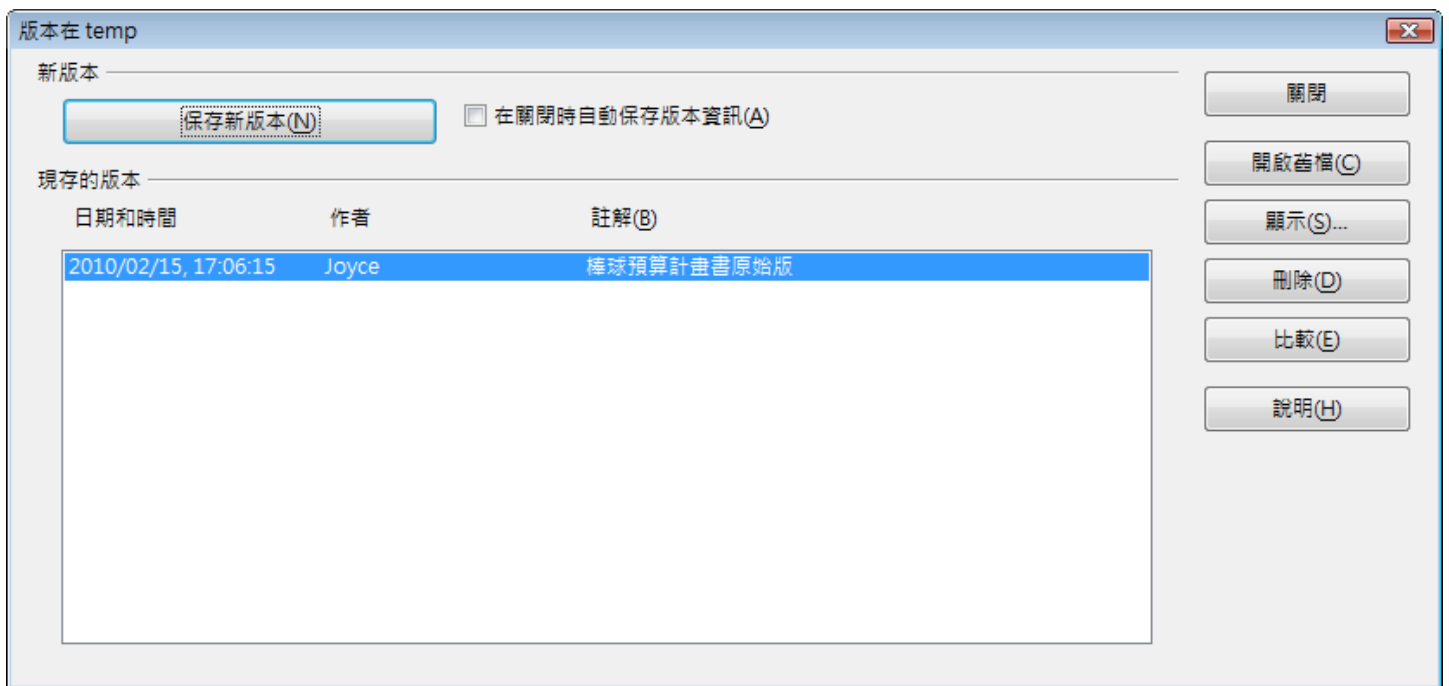 版本在 temp
新版本
保存新版本(N)
在關閉時自動保存版本資訊(A)
關閉
開啟舊檔(C)
現存的版本
日期和時間 作者 註解(B)
顯示(S)...
2010/02/15, 17:06:15 Joyce 棒球預算計畫書原始版
刪除(D)
比較(E)
說明(H)